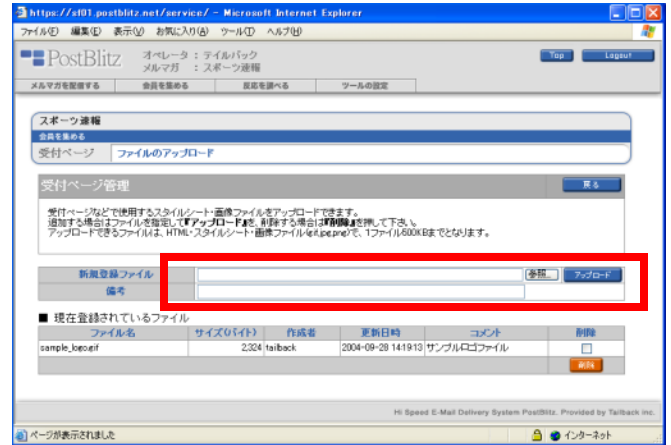 https://sf01.postblitz.net/service/ - Microsoft Internet Explorer
ファイル(F) 編集(E) 表示(V) お気に入り(A) ツール(T) ヘルプ(H)
PostBlitz オペレータ : テイルバック
メルマガ : スポーツ速報
Top Logout
メルマガを配信する 会員を集める 反応を調べる ツールの設定
スポーツ速報
会員を集める
受付ページ ファイルのアップロード
受付ページ管理 戻る
受付ページなどで使用するスタイルシート・画像ファイルをアップロードできます。
追加する場合はファイルを指定して『アップロード』を、削除する場合は『削除』を押して下さい。
アップロードできるファイルは、HTML・スタイルシート・画像ファイル(gif,jpe,png)で、1ファイル600KBまでとなります。
新規登録ファイル 参照... アップロード
備考
■ 現在登録されているファイル
ファイル名 サイズ(バイト) 作成者 更新日時 コメント 削除
sample_logo.gif 2,324 tailback 2004-09-28 14:19:13 サンプルロゴファイル
削除
Hi Speed E-Mail Delivery System PostBlitz. Provided by Tailback inc.
ページが表示されました インターネット